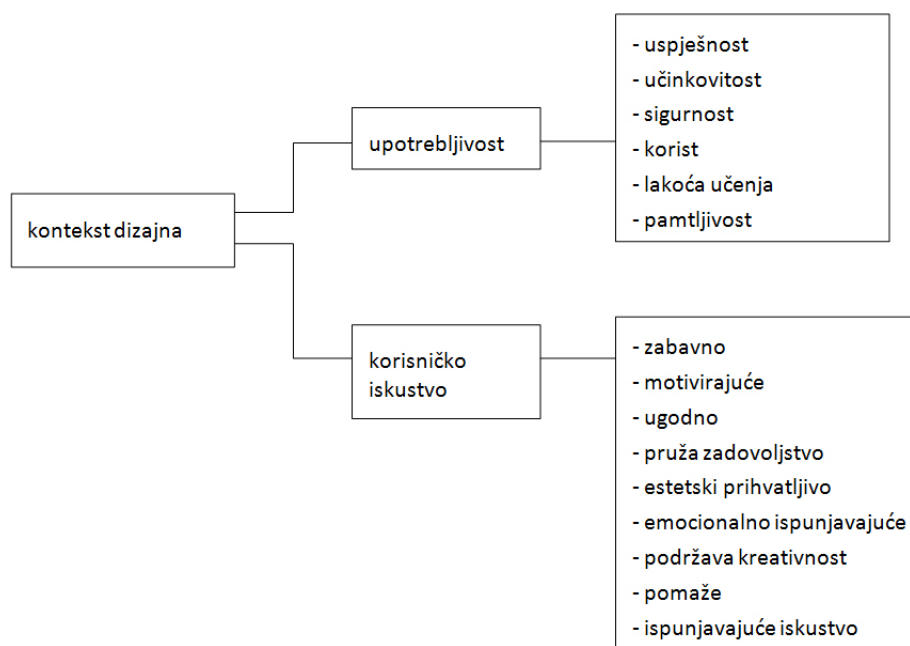 kontekst dizajna
upotrebljivost
- uspješnost
- učinkovitost
- sigurnost
- korist
- lakoća učenja
- pamtljivost
korisničko
iskustvo
- zabavno
- motivirajuće
- ugodno
- pruža zadovoljstvo
- estetski prihvatljivo
- emocionalno ispunjavajuće
- podržava kreativnost
- pomaže
- ispunjavajuće iskustvo